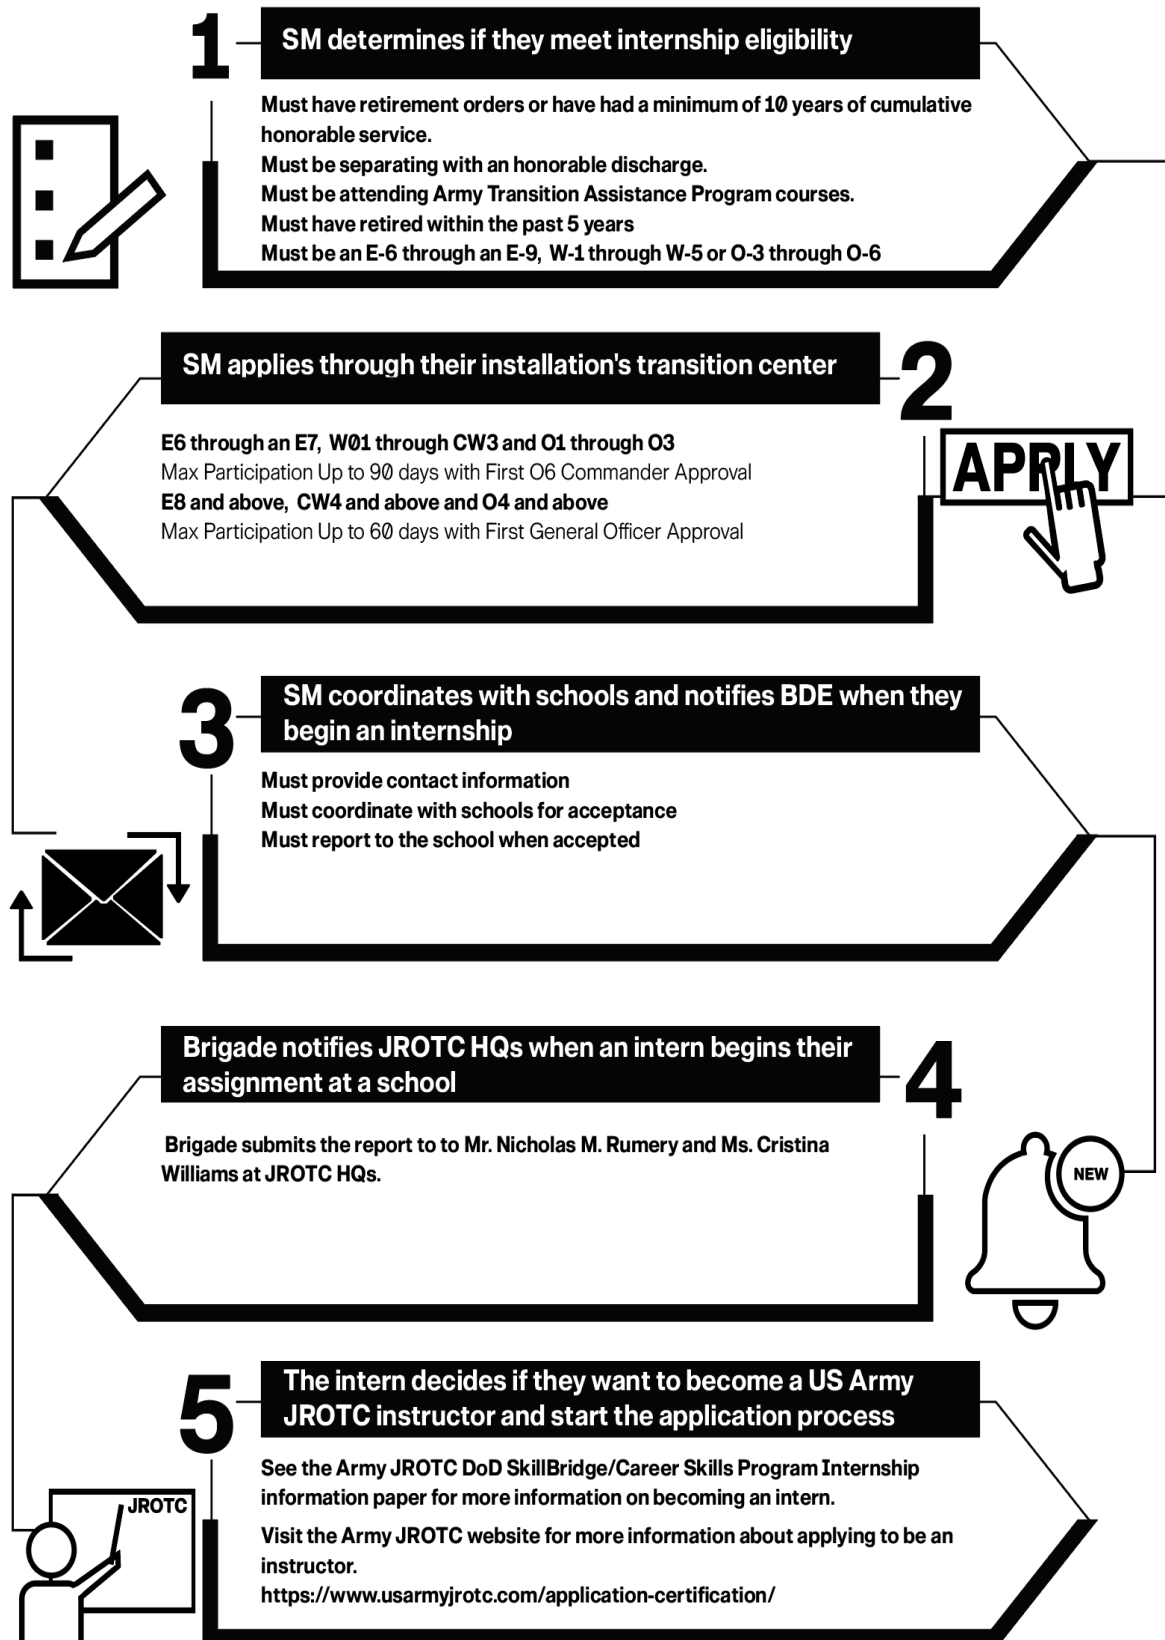 1
SM determines if they meet internship eligibility
Must have retirement orders or have had a minimum of 10 years of cumulative
honorable service.
Must be separating with an honorable discharge.
Must be attending Army Transition Assistance Program courses.
Must have retired within the past 5 years
Must be an E-6 through an E-9, W-1 through W-5 or O-3 through O-6
SM applies through their installation's transition center
2
E6 through an E7, W01 through CW3 and O1 through O3
Max Participation Up to 90 days with First O6 Commander Approval
E8 and above, CW4 and above and O4 and above
Max Participation Up to 60 days with First General Officer Approval
APPLY
3
SM coordinates with schools and notifies BDE when they
begin an internship
Must provide contact information
Must coordinate with schools for acceptance
Must report to the school when accepted
Brigade notifies JROTC HQs when an intern begins their
assignment at a school
4
Brigade submits the report to to Mr. Nicholas M. Rumery and Ms. Cristina
Williams at JROTC HQs.
NEW
5
The intern decides if they want to become a US Army
JROTC instructor and start the application process
See the Army JROTC DoD SkillBridge/Career Skills Program Internship
information paper for more information on becoming an intern.
Visit the Army JROTC website for more information about applying to be an
instructor.
https://www.usarmyjrotc.com/application-certification/
JROTC